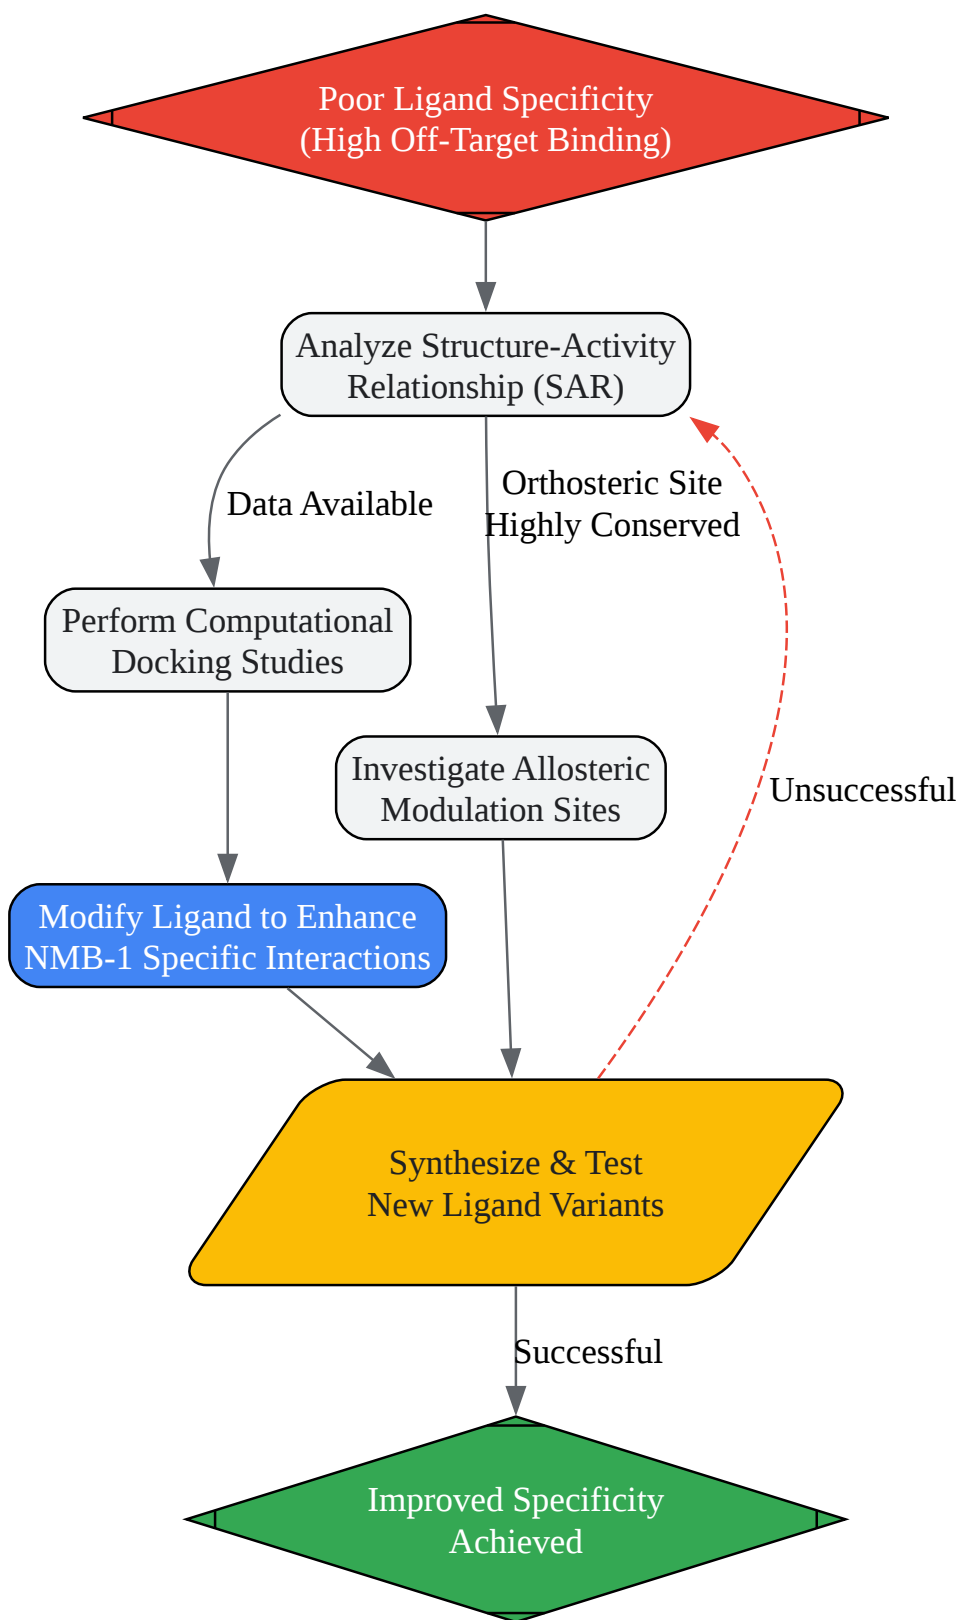 Poor Ligand Specificity
(High Off-Target Binding)
Analyze Structure-Activity
Relationship (SAR)
Data Available
Orthosteric Site
Highly Conserved
Perform Computational
Docking Studies
Investigate Allosteric
Modulation Sites
Unsuccessful
Modify Ligand to Enhance
NMB-1 Specific Interactions
Synthesize & Test
New Ligand Variants
Successful
Improved Specificity
Achieved